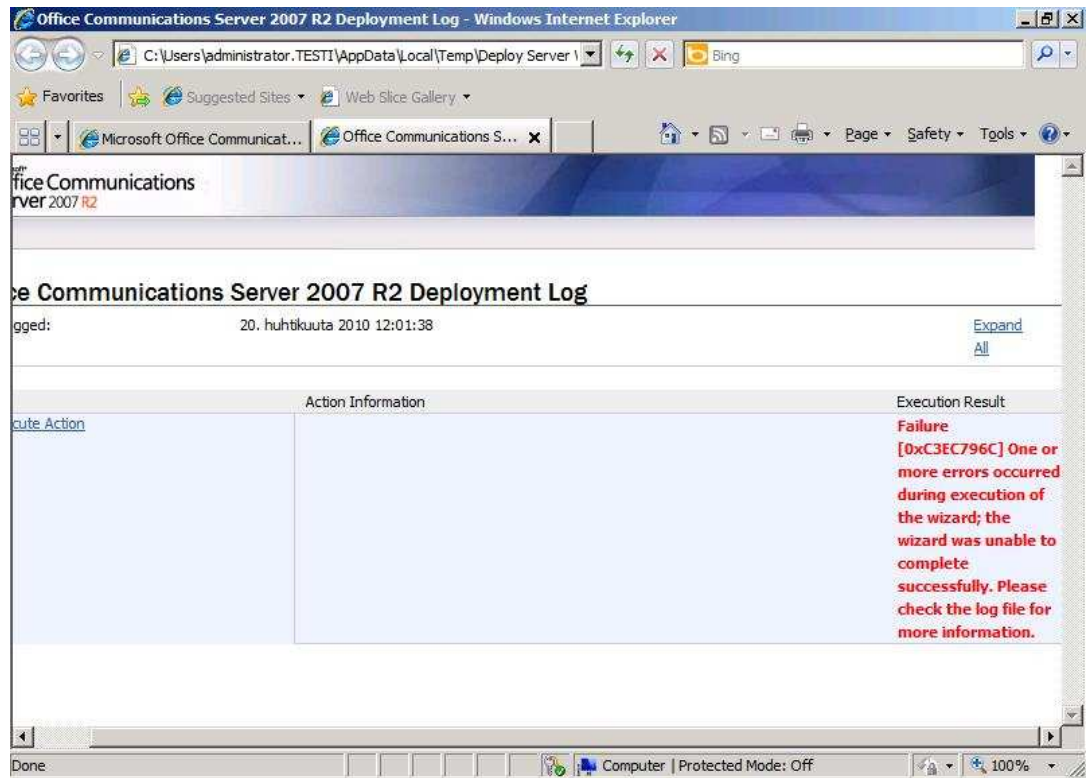 Office Communications Server 2007 R2 Deployment Log - Windows Internet Explorer
C:\Users\administrator.TESTI\AppData\Local\Temp\Deploy Server \
Bing
Favorites Suggested Sites Web Slice Gallery
Microsoft Office Communicat... Office Communications S... X Page Safety Tools
fice Communications
rver 2007 R2
ce Communications Server 2007 R2 Deployment Log
gged: 20. huhtikuuta 2010 12:01:38 Expand
All
Action Information Execution Result
cute Action Failure
[0xC3EC796C] One or
more errors occurred
during execution of
the wizard; the
wizard was unable to
complete
successfully. Please
check the log file for
more information.
Done Computer | Protected Mode: Off 100%